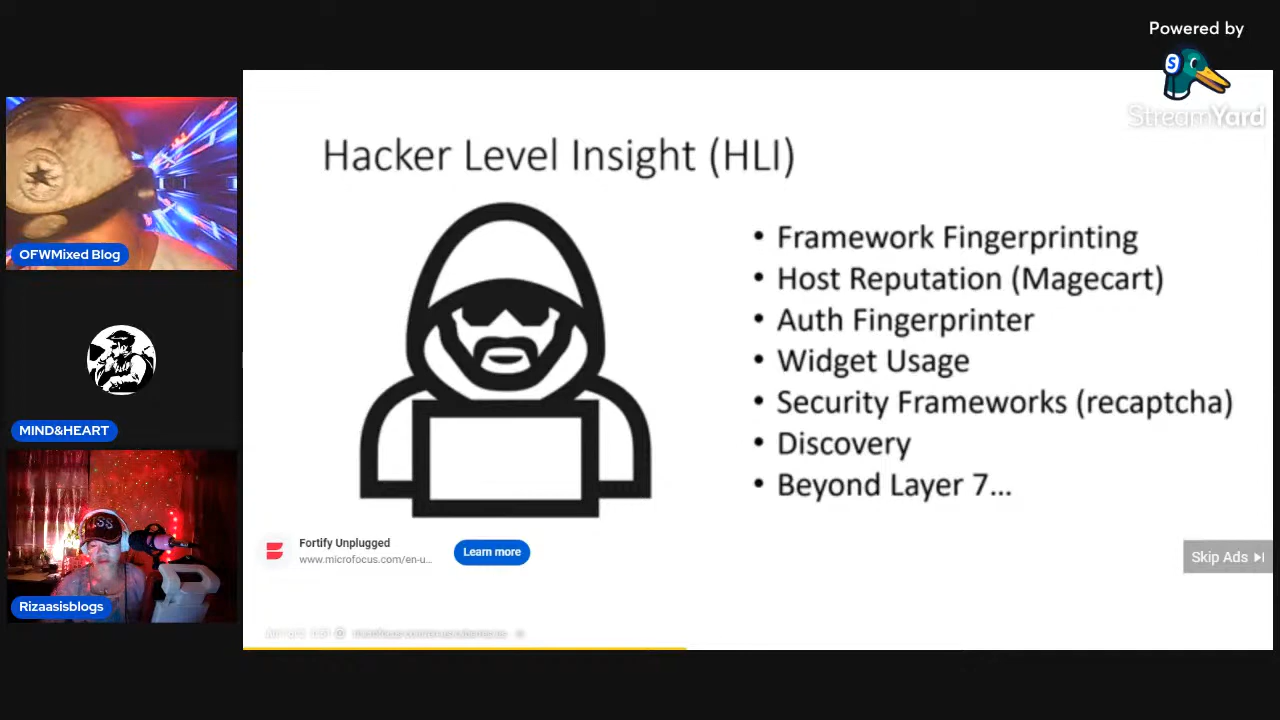 Powered by
StreamYard
Hacker Level Insight (HLI)
• Framework Fingerprinting
• Host Reputation (Magecart)
• Auth Fingerprinter
• Widget Usage
• Security Frameworks (recaptcha)
• Discovery
• Beyond Layer 7...
OFWMixed Blog
MIND&HEART
Rizaasisblogs
Fortify Unplugged
www.microfocus.com/en-u...
Learn more
Skip Ads